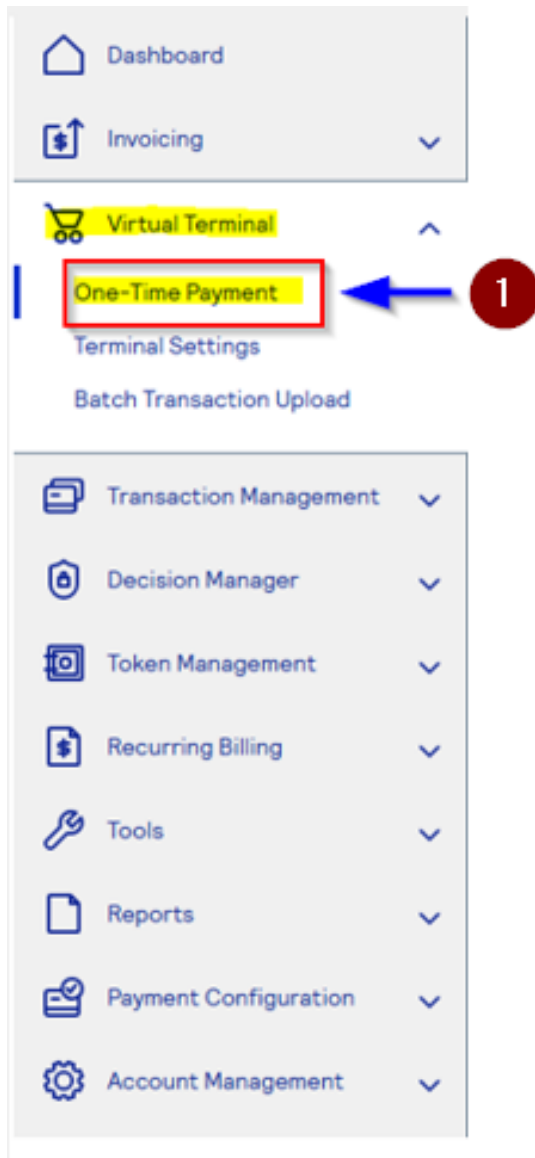 Dashboard
Invoicing
Virtual Terminal
One-Time Payment
1
Terminal Settings
Batch Transaction Upload
Transaction Management
Decision Manager
Token Management
Recurring Billing
Tools
Reports
Payment Configuration
Account Management